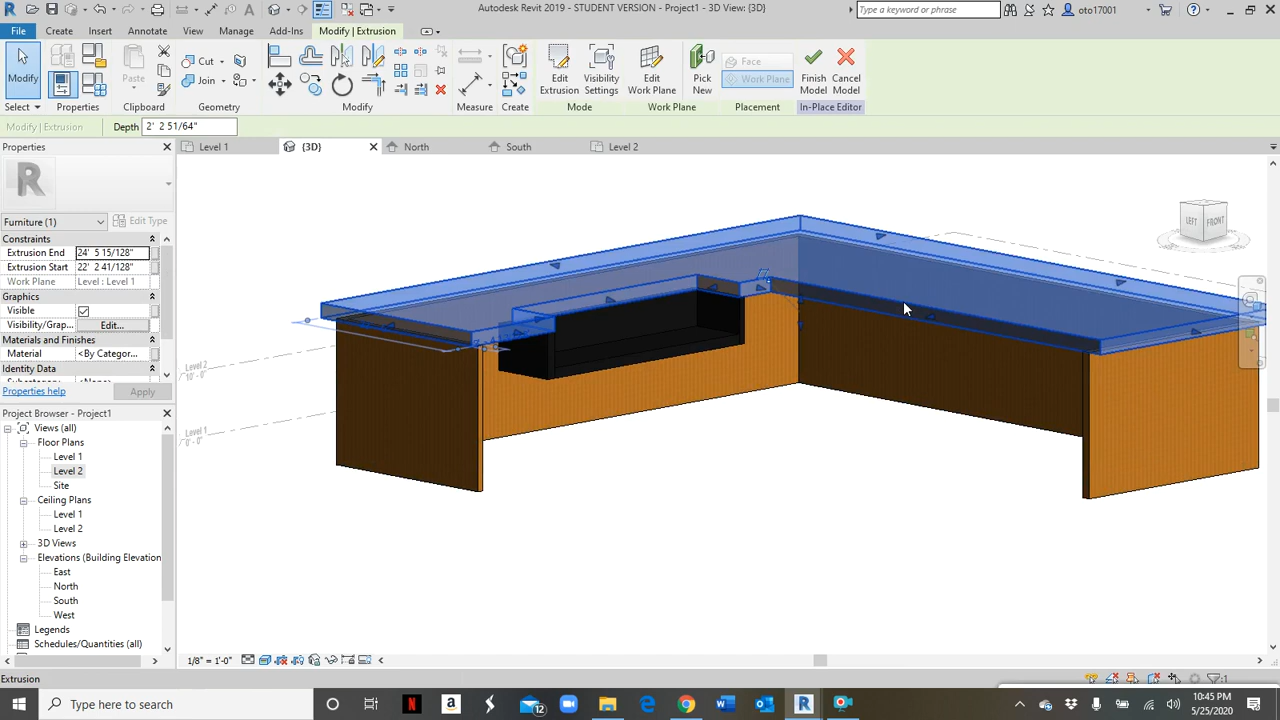 Autodesk Revit 2019 - STUDENT VERSION - Project1 - 3D View: {3D}
Type a keyword or phrase
oto17001
File
Create
Insert
Annotate
View
Manage
Add-Ins
Modify | Extrusion
Modify
Paste
Cut
Join
Edit Extrusion
Visibility Settings
Edit Work Plane
Pick New
Face
Work Plane
Finish Model
Cancel Model
Select
Properties
Clipboard
Geometry
Modify
Measure
Create
Mode
Work Plane
Placement
In-Place Editor
Modify | Extrusion
Depth
2' 2 51/64"
Properties
Level 1
{3D}
North
South
Level 2
Furniture (1)
Edit Type
Constraints
Extrusion End 24' 5 15/128"
Extrusion Start 22' 2 41/128"
Work Plane Level : Level 1
Graphics
Visible
Visibility/Grap... Edit...
Materials and Finishes
Material <By Categor...
Identity Data
Properties help
Apply
Project Browser - Project1
Views (all)
Floor Plans
Level 1
Level 2
Site
Ceiling Plans
Level 1
Level 2
3D Views
Elevations (Building Elevation
East
North
South
West
Legends
Schedules/Quantities (all)
LEFT
FRONT
Level 2
10' - 0"
Level 1
0' - 0"
1/8" = 1'-0"
Extrusion
:1
Type here to search
12
10:45 PM
5/25/2020